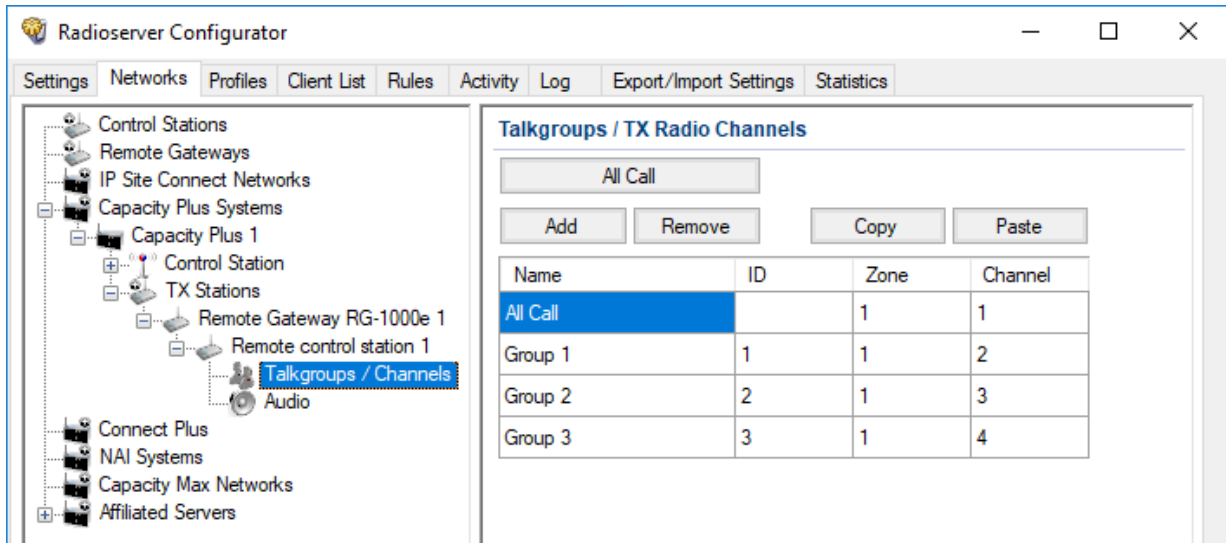 Radioserver Configurator
Settings Networks Profiles Client List Rules Activity Log Export/Import Settings Statistics
Control Stations
Remote Gateways
IP Site Connect Networks
Capacity Plus Systems
Capacity Plus 1
Control Station
TX Stations
Remote Gateway RG-1000e 1
Remote control station 1
Talkgroups / Channels
Audio
Connect Plus
NAI Systems
Capacity Max Networks
Affiliated Servers
Talkgroups / TX Radio Channels
All Call
Add Remove Copy Paste
Name ID Zone Channel
All Call 1 1
Group 1 1 1 2
Group 2 2 1 3
Group 3 3 1 4